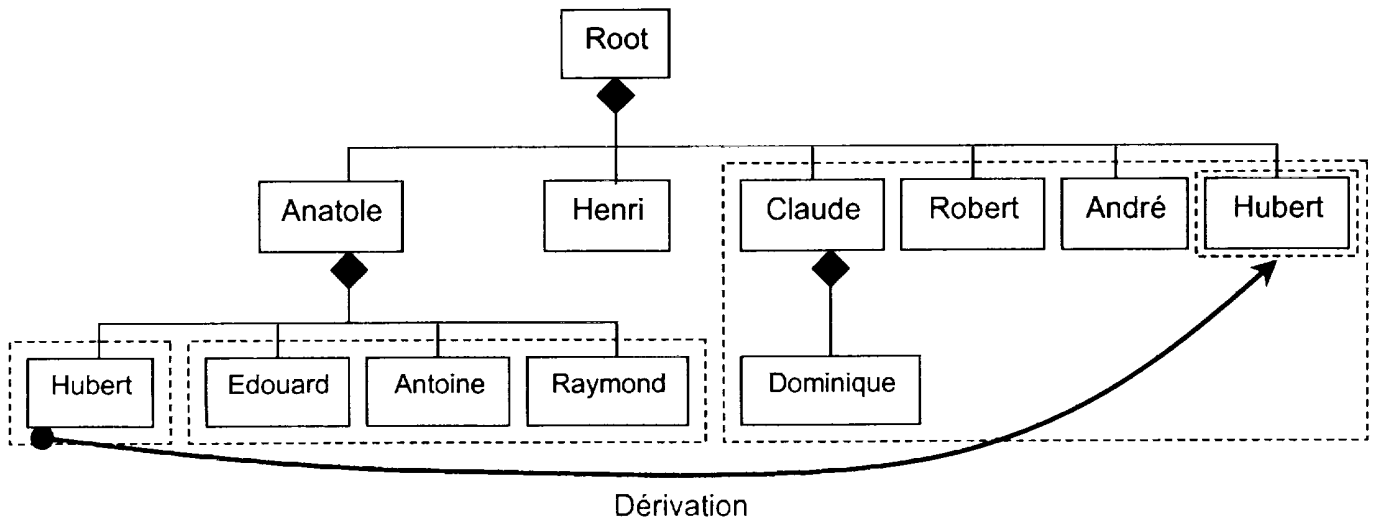 Root
Anatole
Henri
Claude
Robert
André
Hubert
Hubert
Edouard
Antoine
Raymond
Dominique
Dérivation